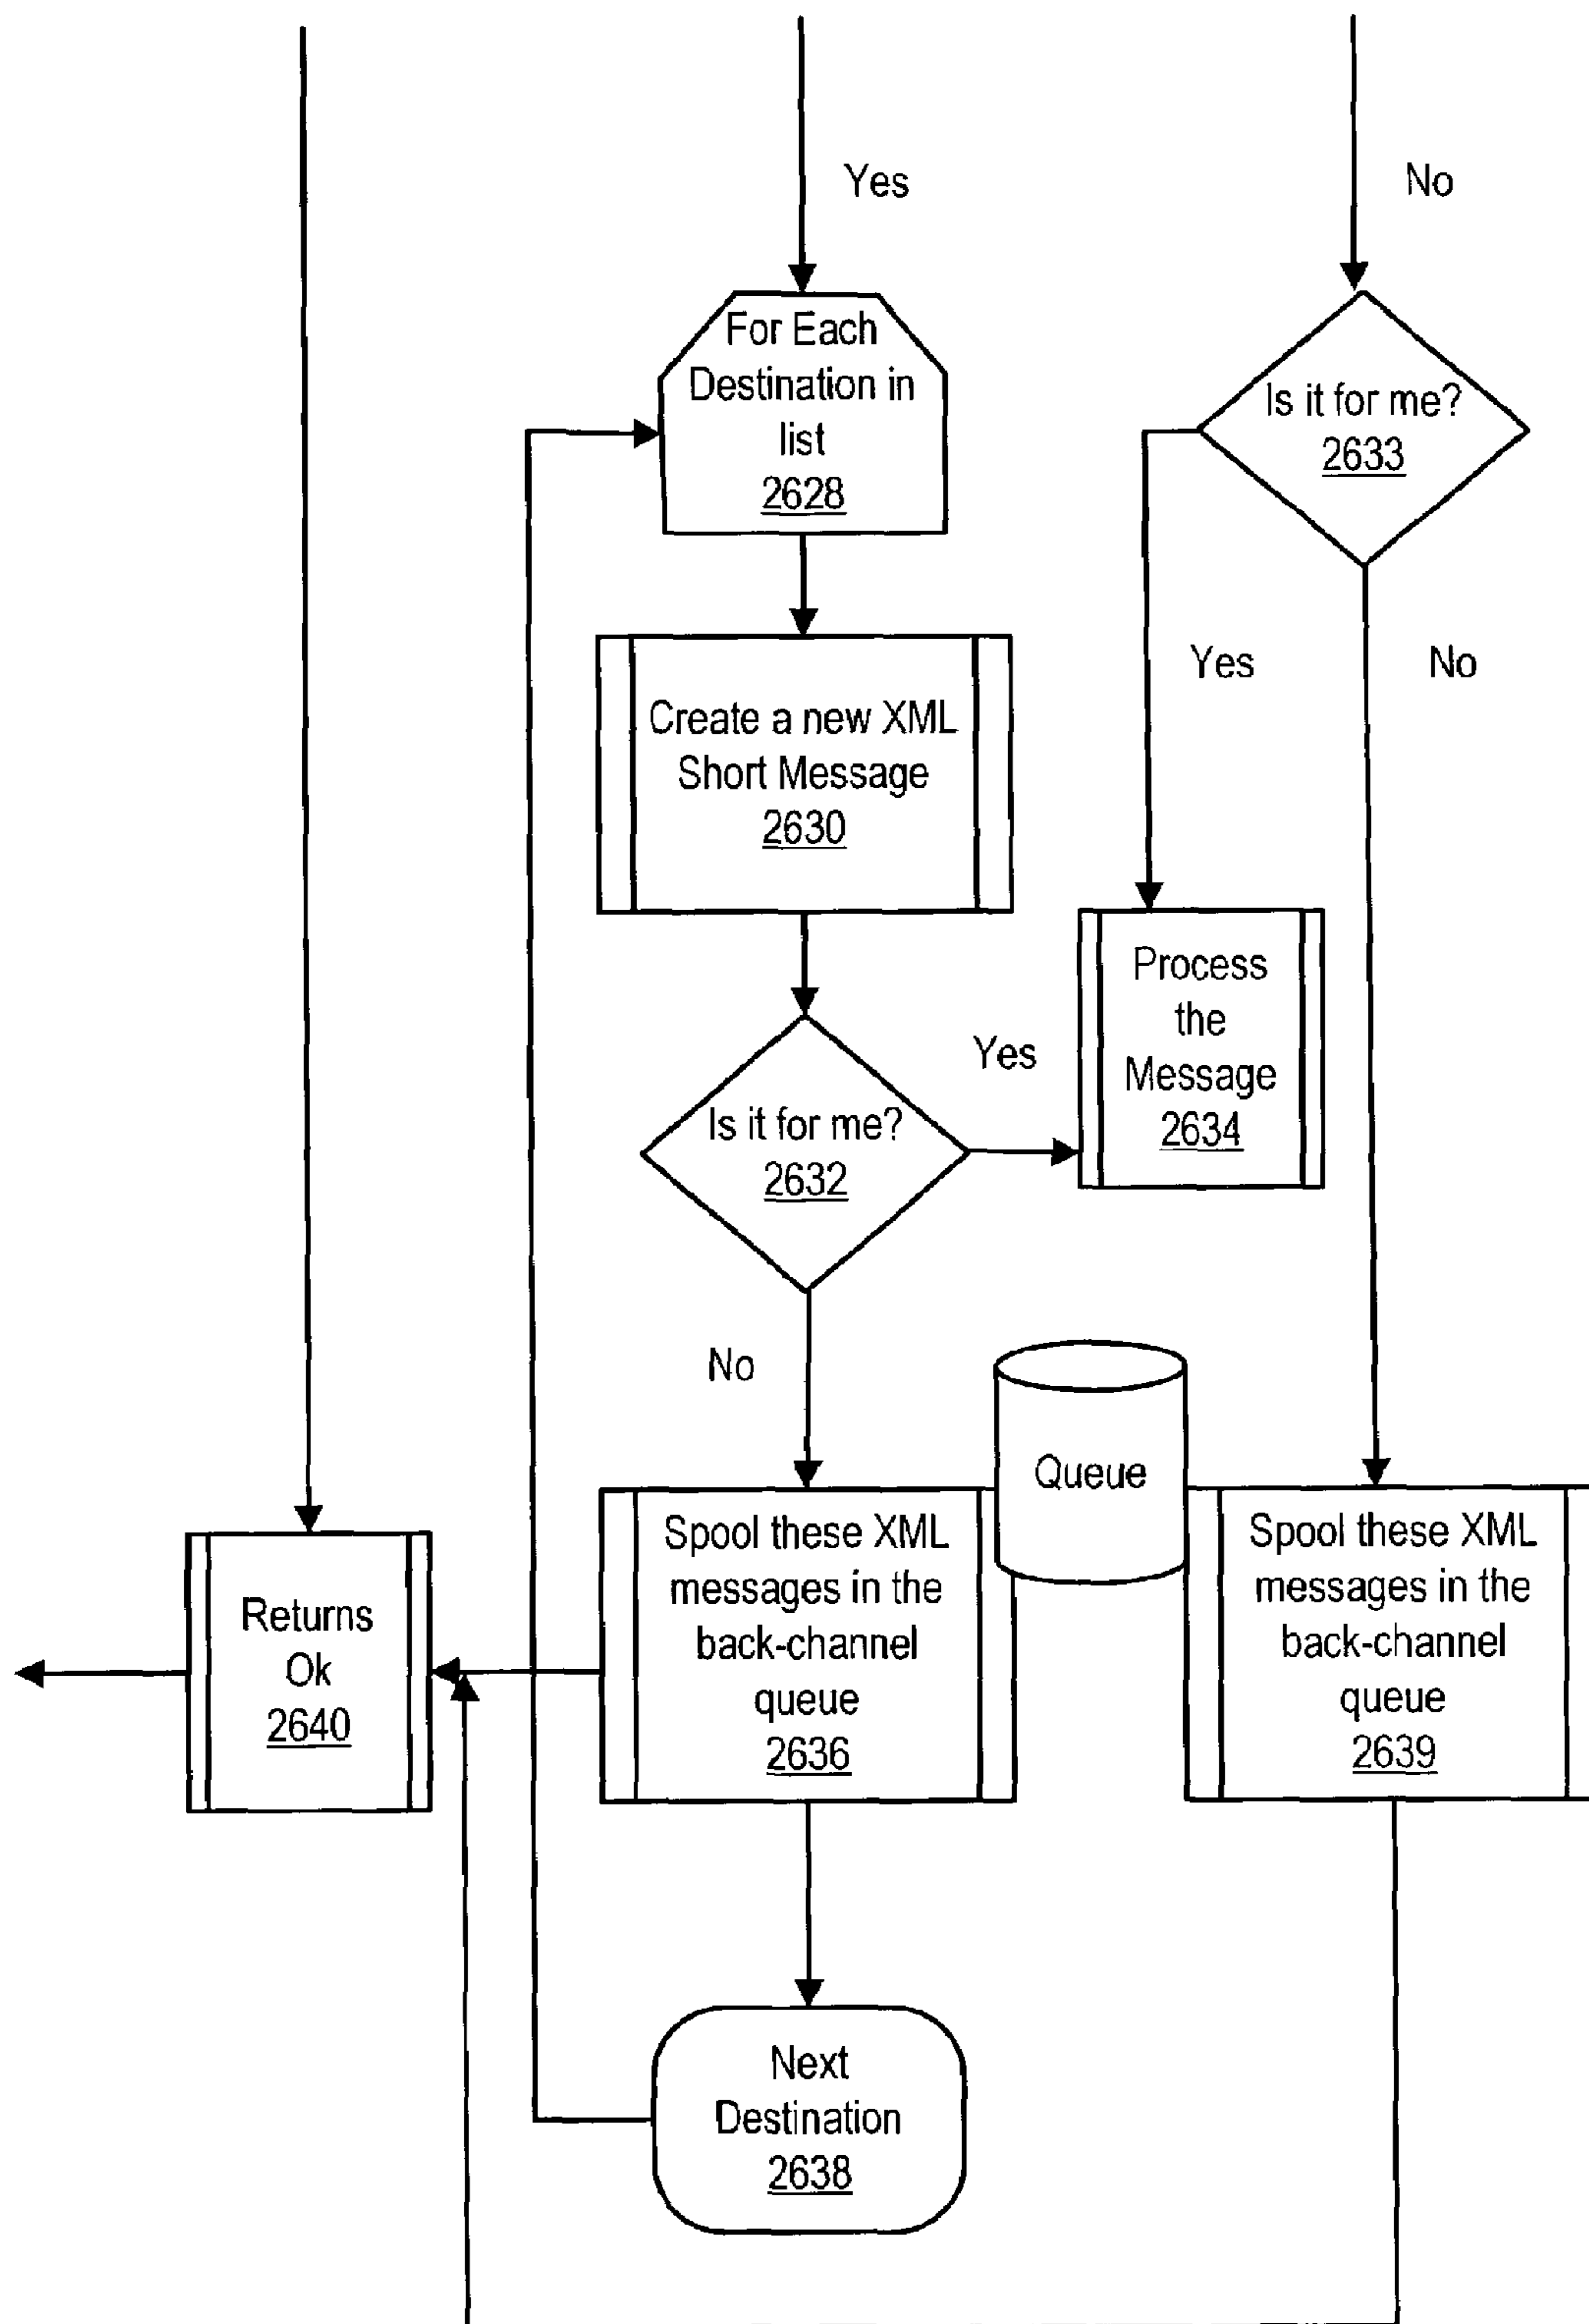 Yes
No
For Each
Destination in
list
2628
Is it for me?
2633
Create a new XML
Short Message
2630
Yes
No
Process
the
Message
2634
Yes
Is it for me?
2632
No
Queue
Spool these XML
messages in the
back-channel
queue
2636
Spool these XML
messages in the
back-channel
queue
2639
Returns
Ok
2640
Next
Destination
2638